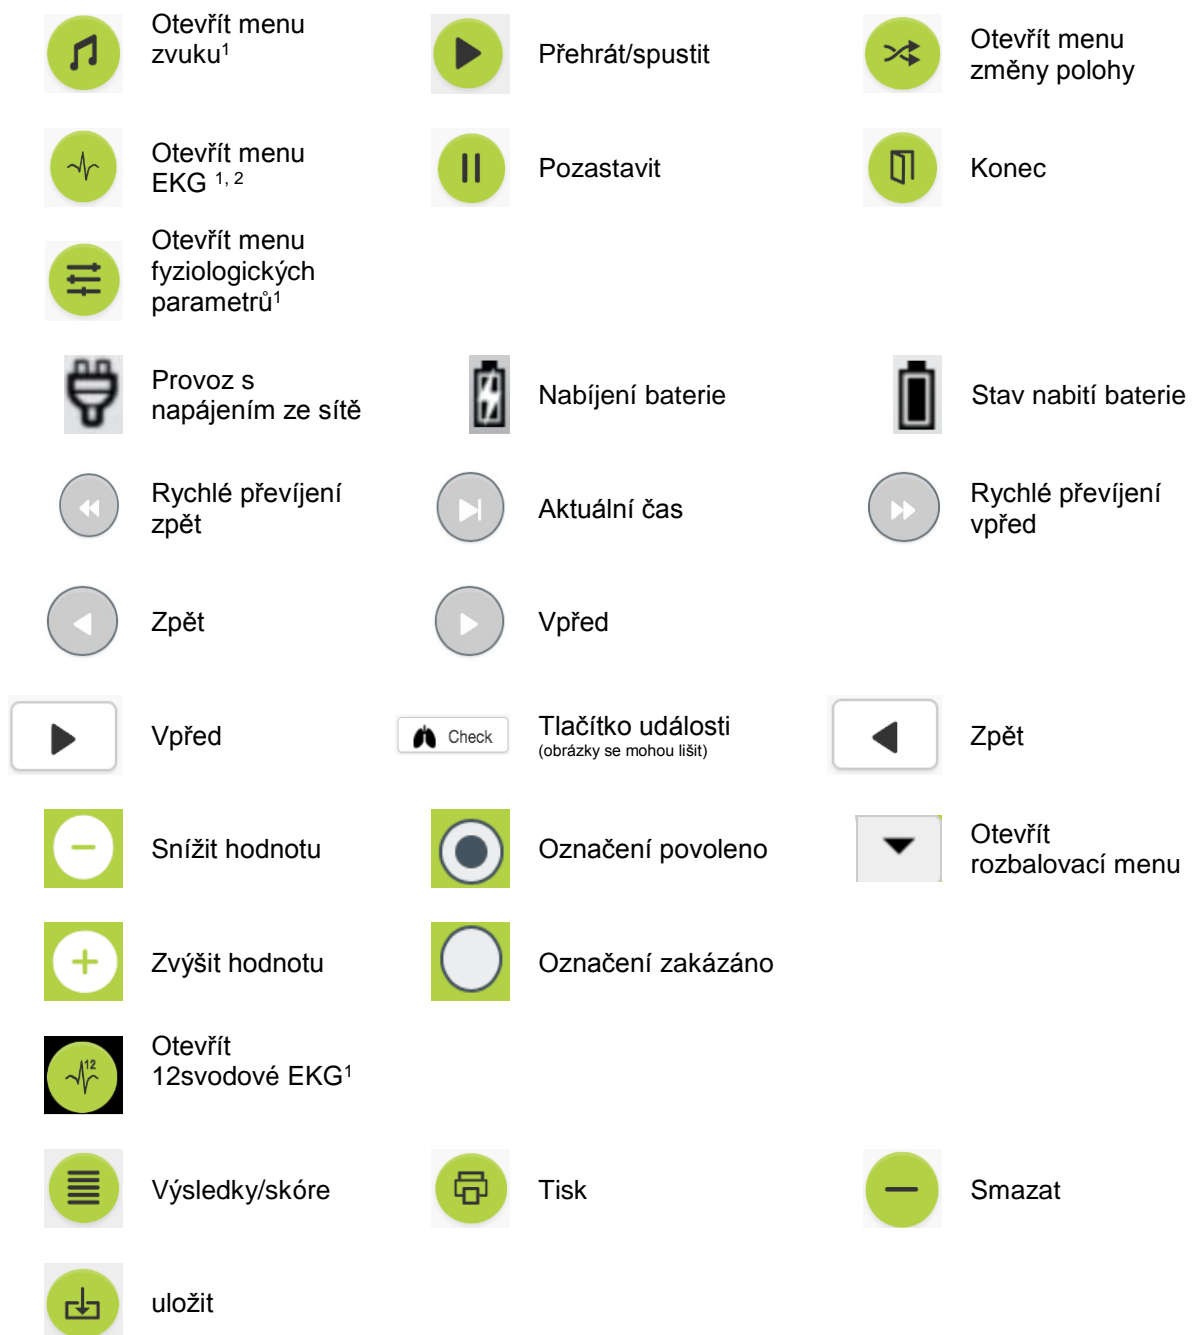 Otevřít menu
zvuku¹
Přehrát/spustit
Otevřít menu
změny polohy
Otevřít menu
EKG ¹, ²
Pozastavit
Konec
Otevřít menu
fyziologických
parametrů¹
Provoz s
napájením ze sítě
Nabíjení baterie
Stav nabití baterie
Rychlé převíjení
zpět
Aktuální čas
Rychlé převíjení
vpřed
Zpět
Vpřed
Vpřed
Check
Tlačítko události
(obrázky se mohou lišit)
Zpět
Snížit hodnotu
Označení povoleno
Otevřít
rozbalovací menu
Zvýšit hodnotu
Označení zakázáno
12
Otevřít
12svodové EKG¹
Výsledky/skóre
Tisk
Smazat
uložit